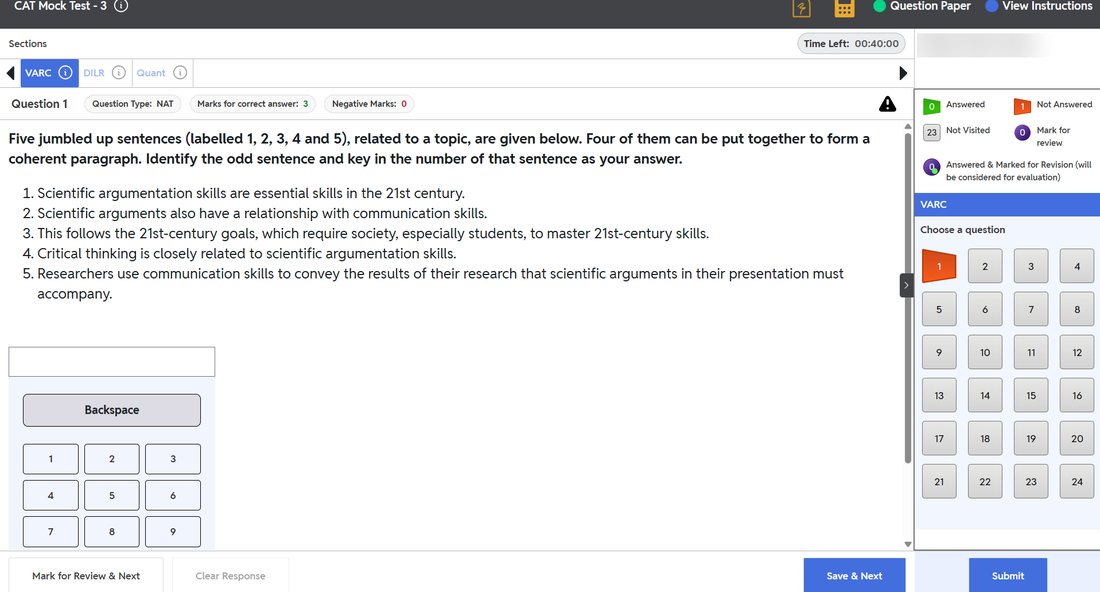 CAT Mock Test - 3 i
Question Paper View Instructions
Sections
Time Left: 00:40:00
VARC i DILR i Quant i
Question 1 Question Type: NAT Marks for correct answer: 3 Negative Marks: 0
Five jumbled up sentences (labelled 1, 2, 3, 4 and 5), related to a topic, are given below. Four of them can be put together to form a
coherent paragraph. Identify the odd sentence and key in the number of that sentence as your answer.
1. Scientific argumentation skills are essential skills in the 21st century.
2. Scientific arguments also have a relationship with communication skills.
3. This follows the 21st-century goals, which require society, especially students, to master 21st-century skills.
4. Critical thinking is closely related to scientific argumentation skills.
5. Researchers use communication skills to convey the results of their research that scientific arguments in their presentation must
accompany.
Backspace
1 2 3
4 5 6
7 8 9
Mark for Review & Next Clear Response Save & Next
0 Answered 1 Not Answered
23 Not Visited 0 Mark for
review
0 Answered & Marked for Revision (will
be considered for evaluation)
VARC
Choose a question
1 2 3 4
5 6 7 8
9 10 11 12
13 14 15 16
17 18 19 20
21 22 23 24
Submit